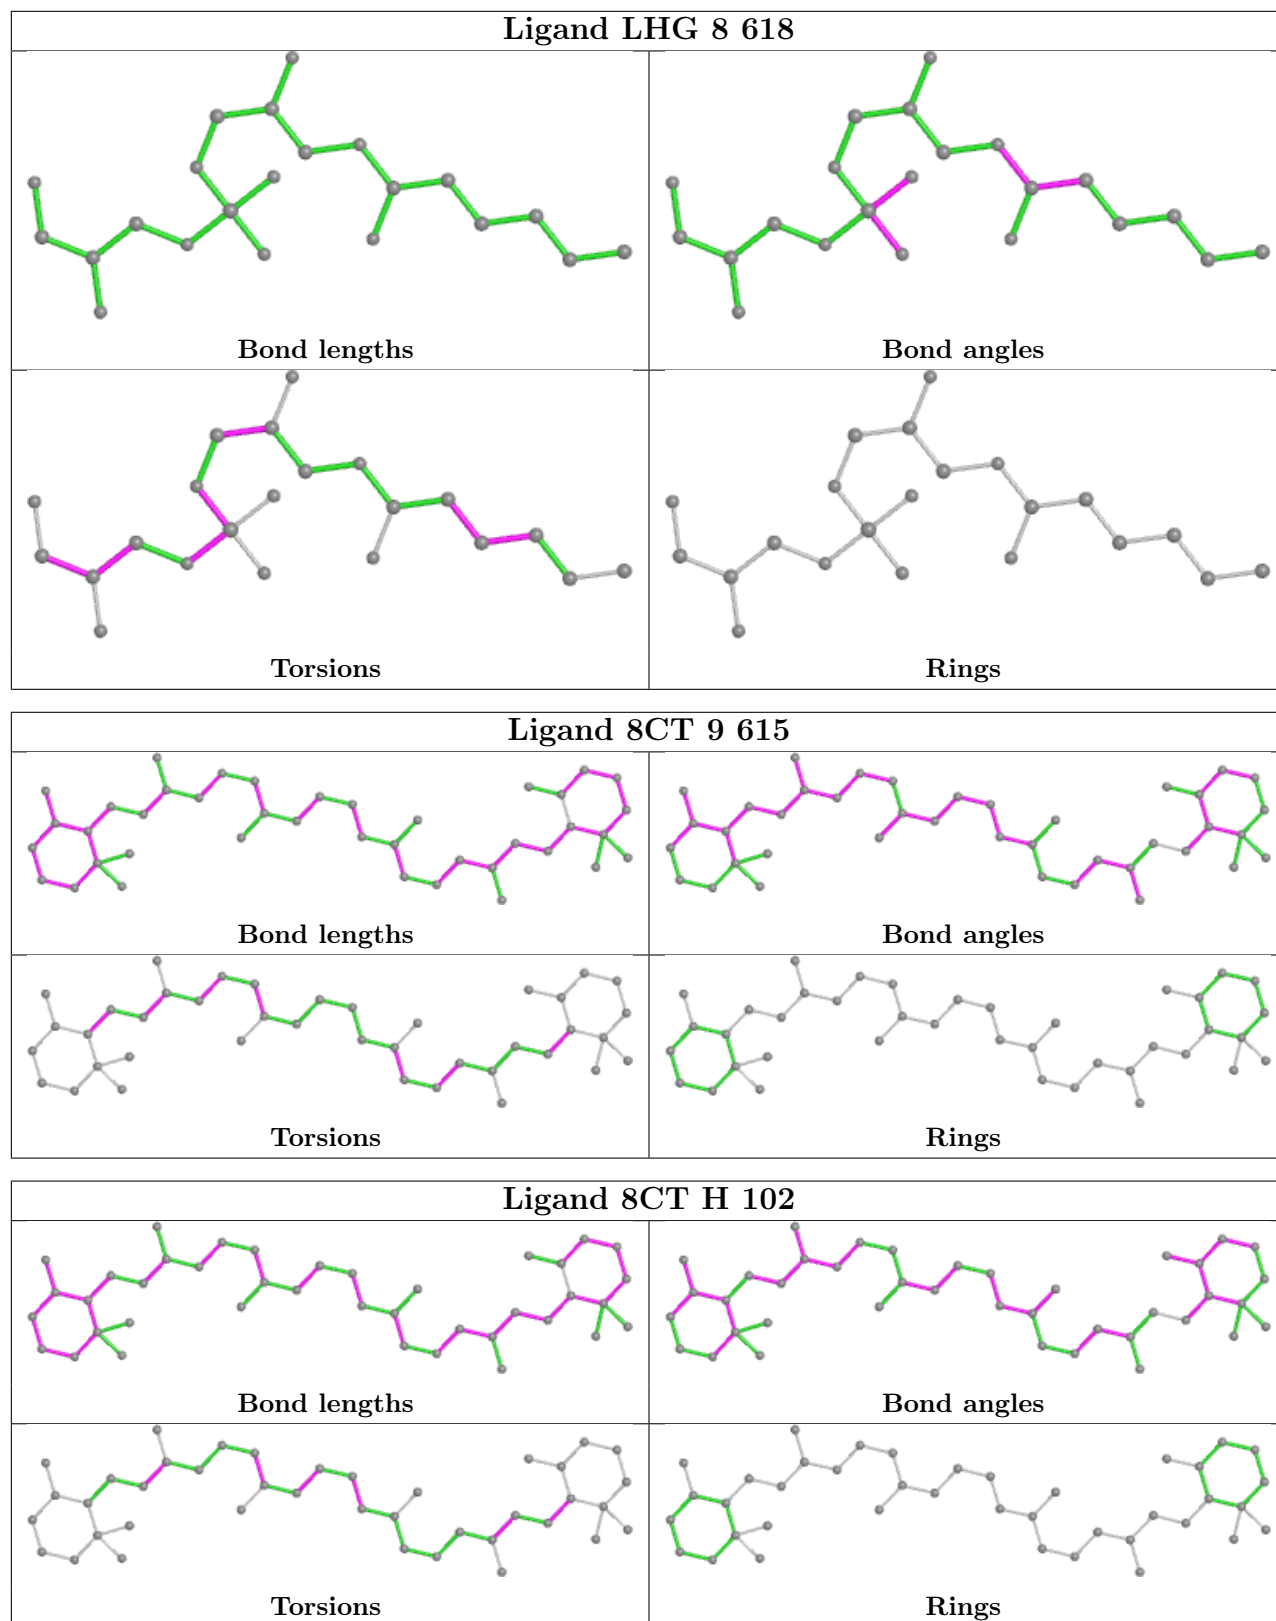 Ligand LHG 8 618
Bond lengths
Bond angles
Torsions
Rings
Ligand 8CT 9 615
Bond lengths
Bond angles
Torsions
Rings
Ligand 8CT H 102
Bond lengths
Bond angles
Torsions
Rings